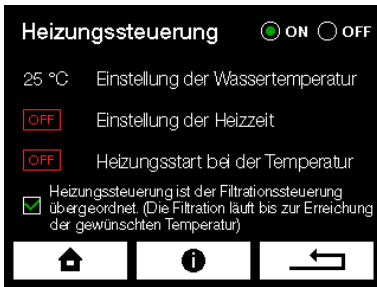 Heizungssteuerung ON OFF
25 °C Einstellung der Wassertemperatur
OFF Einstellung der Heizzeit
OFF Heizungsstart bei der Temperatur
Heizungssteuerung ist der Filtrationssteuerung
übergeordnet. (Die Filtration läuft bis zur Erreichung
der gewünschten Temperatur)